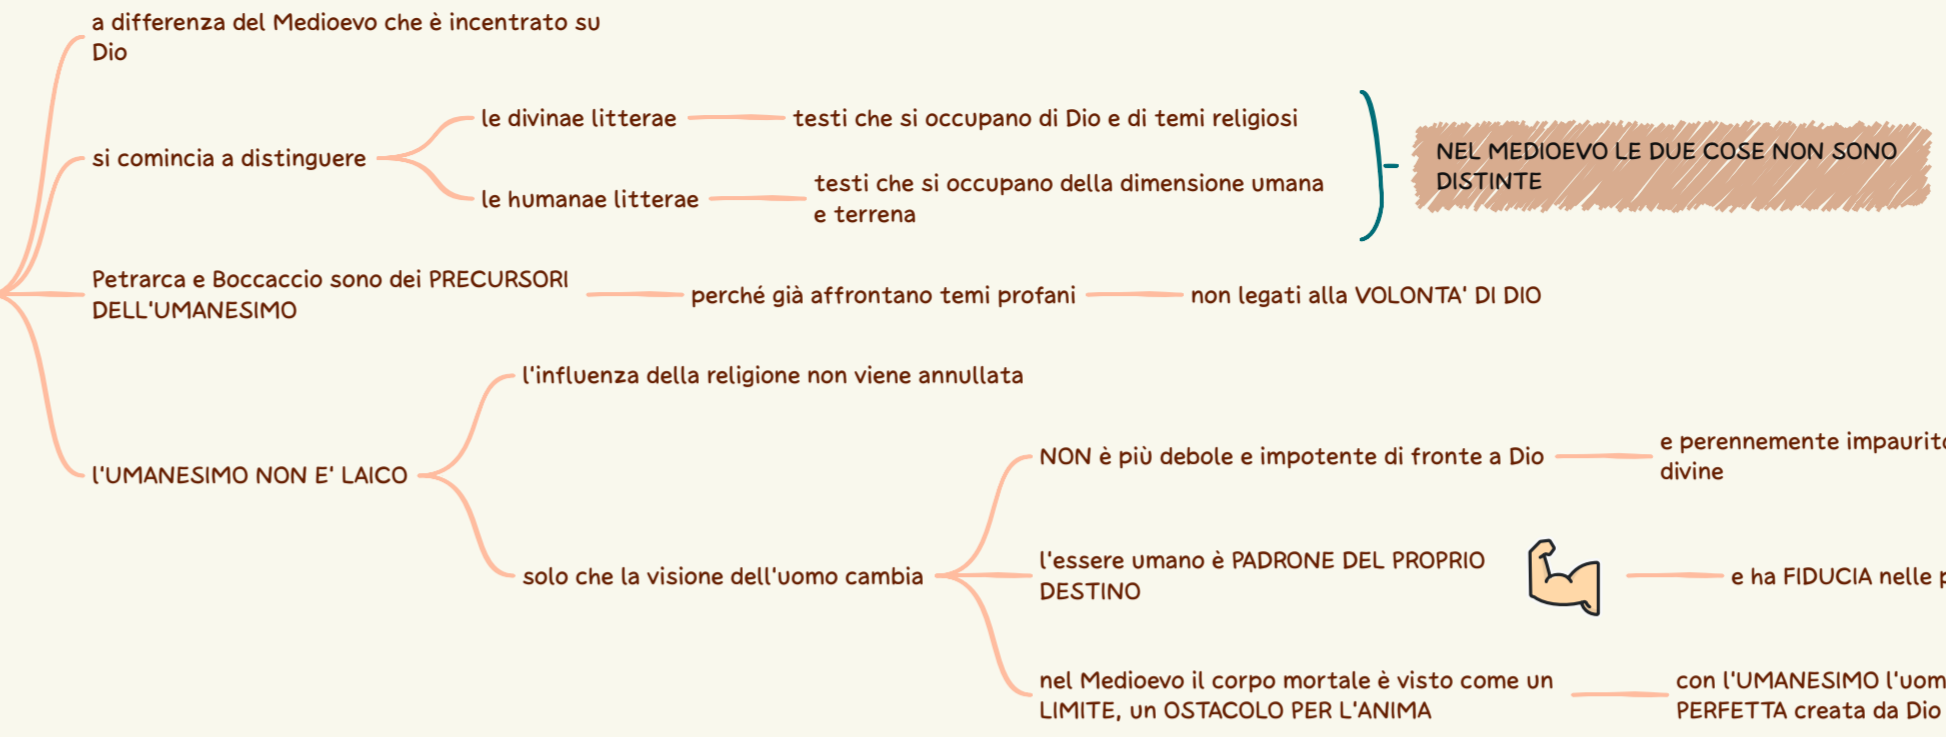 a differenza del Medioevo che è incentrato su
Dio
si comincia a distinguere
le divinae litterae
testi che si occupano di Dio e di temi religiosi
le humanae litterae
testi che si occupano della dimensione umana
e terrena
NEL MEDIOEVO LE DUE COSE NON SONO
DISTINTE
Petrarca e Boccaccio sono dei PRECURSORI
DELL'UMANESIMO
perché già affrontano temi profani
non legati alla VOLONTA' DI DIO
l'UMANESIMO NON E' LAICO
l'influenza della religione non viene annullata
solo che la visione dell'uomo cambia
NON è più debole e impotente di fronte a Dio
e perennemente
divine
l'essere umano è PADRONE DEL PROPRIO
DESTINO
e ha FIDUCIA nelle
nel Medioevo il corpo mortale è visto come un
LIMITE, un OSTACOLO PER L'ANIMA
con l'UMANESIMO
PERFETTA creata da Dio